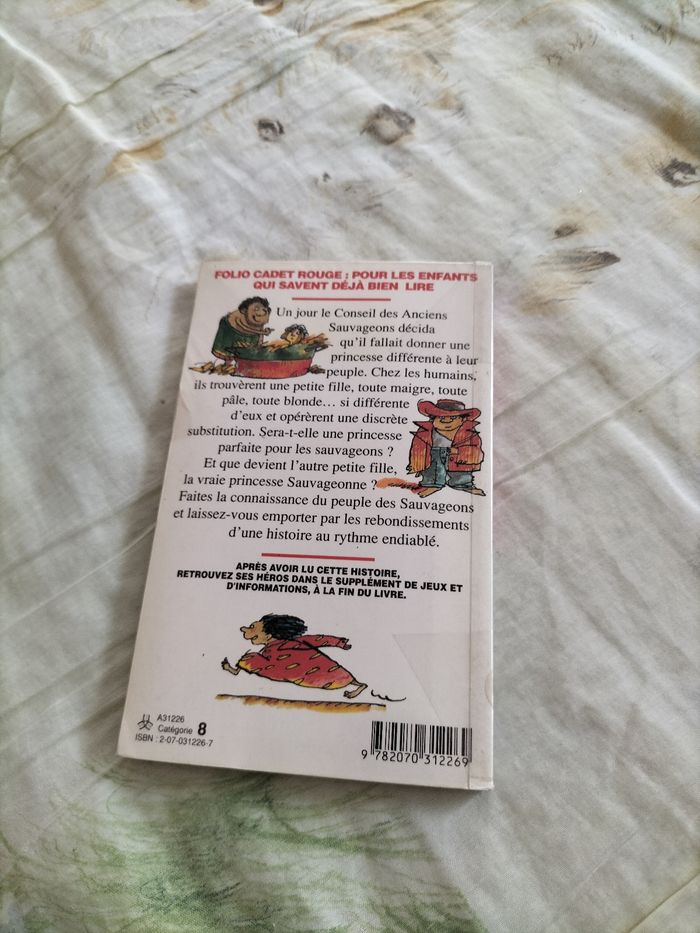 FOLIO CADET ROUGE : POUR LES ENFANTS
QUI SAVENT DÉJÀ BIEN LIRE
Un jour le Conseil des Anciens
Sauvageons décida
qu'il fallait donner une
princesse différente à leur
peuple. Chez les humains,
ils trouvèrent une petite fille, toute maigre, toute
pâle, toute blonde... si différente
d'eux et opérèrent une discrète
substitution. Sera-t-elle une princesse
parfaite pour les sauvageons ?
Et que devient l'autre petite fille,
la vraie princesse Sauvageonne ?
Faites la connaissance du peuple des Sauvageons
et laissez-vous emporter par les rebondissements
d'une histoire au rythme endiablé.
APRÉS AVOIR LU CETTE HISTOIRE,
RETROUVEZ SES HÉROS DANS LE SUPPLÉMENT DE JEUX ET
D'INFORMATIONS, À LA FIN DU LIVRE.
A31226
Catégorie 8
ISBN : 2-07-031226-7
9 782070 312269